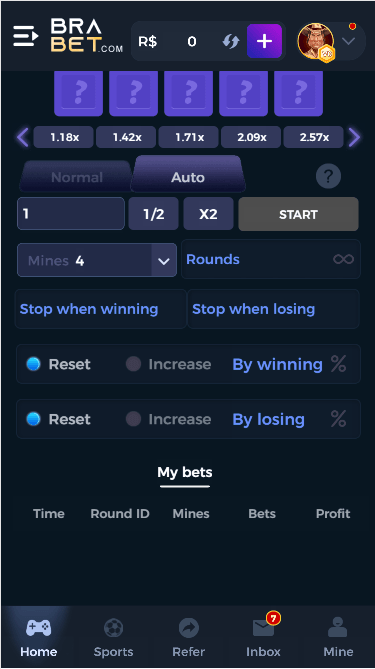 BRA
BET.COM
R$ 0 +
? ? ? ? ?
1.18x 1.42x 1.71x 2.09x 2.57x
Normal Auto ?
1 1/2 X2 START
Mines 4 Rounds ∞
Stop when winning Stop when losing
Reset Increase By winning %
Reset Increase By losing %
My bets
Time Round ID Mines Bets Profit
7
Home Sports Refer Inbox Mine